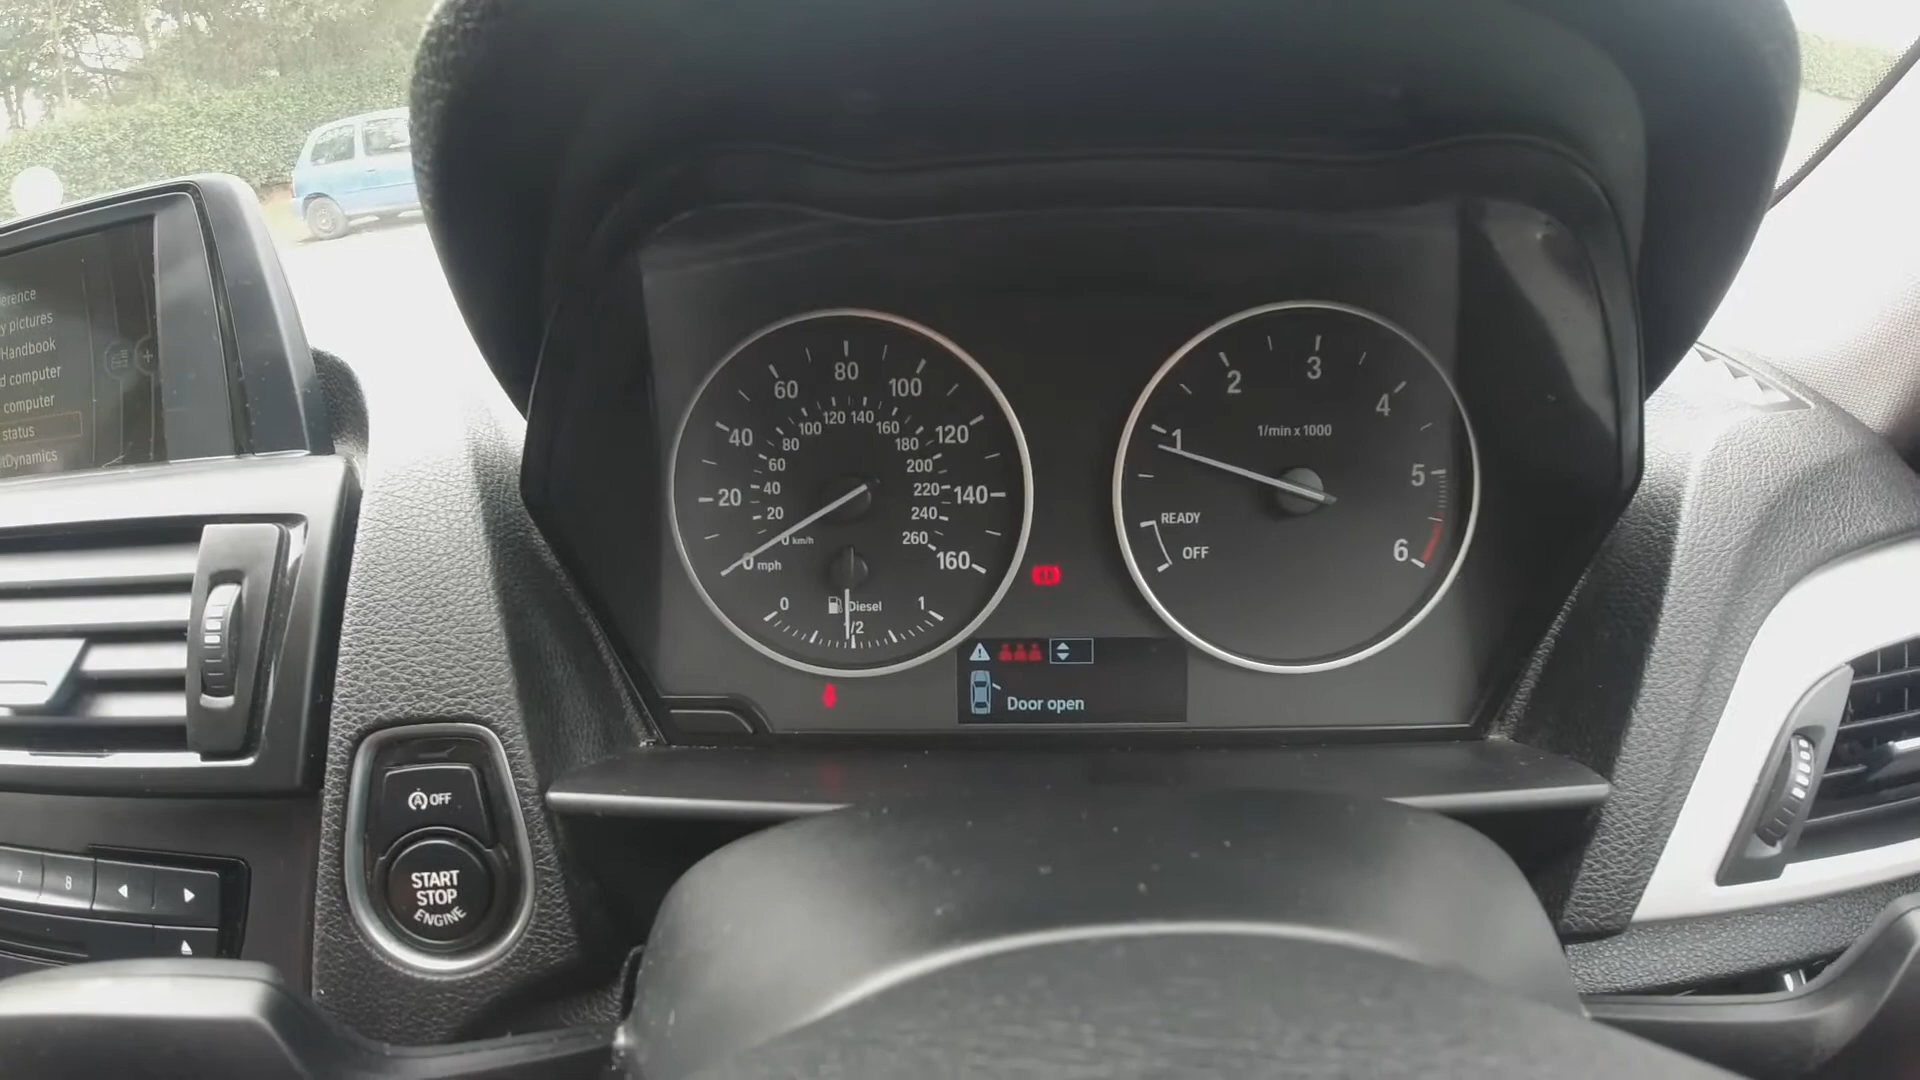 erence
y pictures
Handbook
d computer
computer
status
tDynamics
7 8
A OFF
START
STOP
ENGINE
0 20 40 60 80 100 120 140 160
mph
0 20 40 60 80 100 120 140 160 180 200 220 240 260
km/h
0 1/2 1
Diesel
1 2 3 4 5 6
1/min x 1000
READY
OFF
Door open